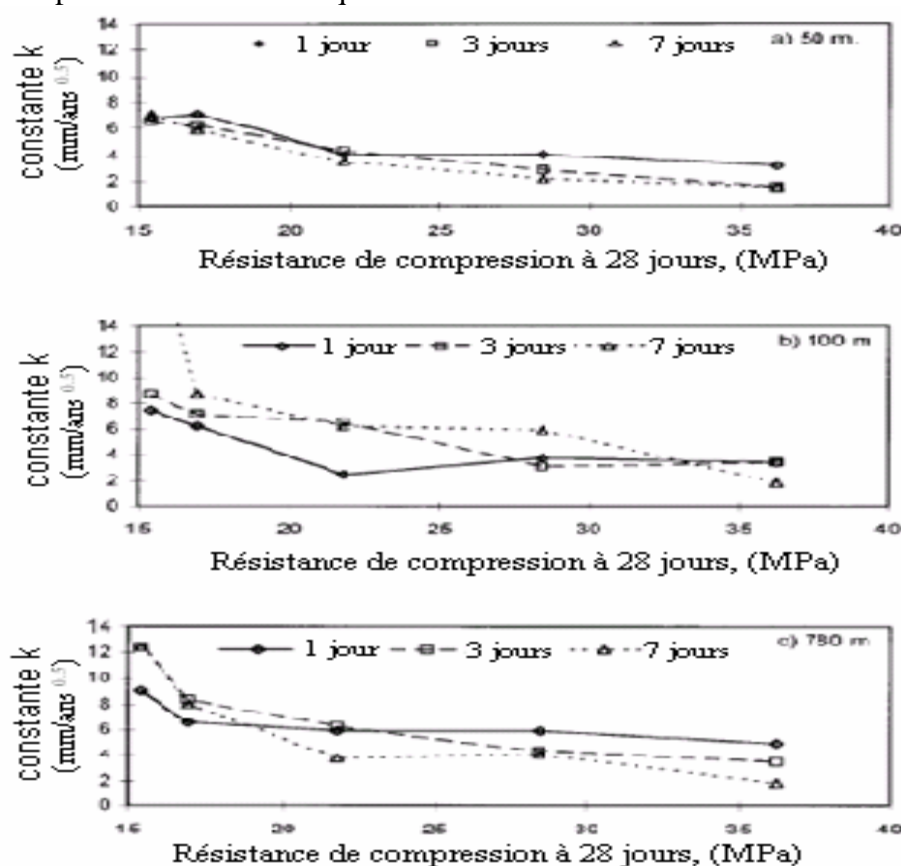 14
12
10
8
6
4
2
0
constante k
(mm/ans 0.5)
1 jour 3 jours 7 jours
a) 50 m.
15 20 25 30 35 40
Résistance de compression à 28 jours, (MPa)
14
12
10
8
6
4
2
0
constante k
(mm/ans 0.5)
1 jour 3 jours 7 jours
b) 100 m
15 20 25 30 35 40
Résistance de compression à 28 jours, (MPa)
14
12
10
8
6
4
2
0
constante k
(mm/ans 0.5)
1 jour 3 jours 7 jours
c) 780 m
15 20 25 30 35 40
Résistance de compression à 28 jours, (MPa)